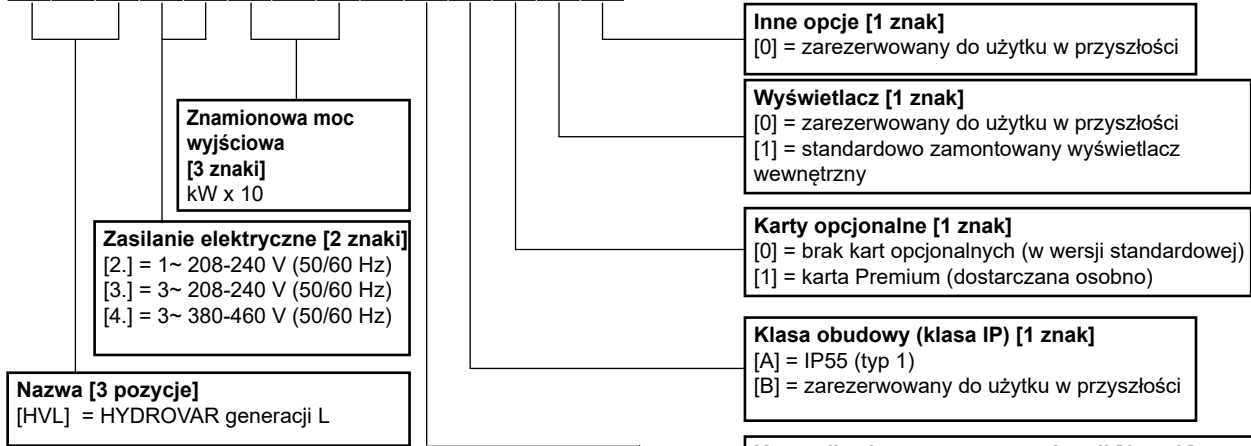 Inne opcje [1 znak]
[0] = zarezerwowany do użytku w przyszłości
Wyświetlacz [1 znak]
[0] = zarezerwowany do użytku w przyszłości
[1] = standardowo zamontowany wyświetlacz
wewnętrzny
Znamionowa moc
wyjściowa
[3 znaki]
kW x 10
Karty opcjonalne [1 znak]
[0] = brak kart opcjonalnych (w wersji standardowej)
[1] = karta Premium (dostarczana osobno)
Zasilanie elektryczne [2 znaki]
[2.] = 1~ 208-240 V (50/60 Hz)
[3.] = 3~ 208-240 V (50/60 Hz)
[4.] = 3~ 380-460 V (50/60 Hz)
Klasa obudowy (klasa IP) [1 znak]
[A] = IP55 (typ 1)
[B] = zarezerwowany do użytku w przyszłości
Nazwa [3 pozycje]
[HVL] = HYDROVAR generacji L